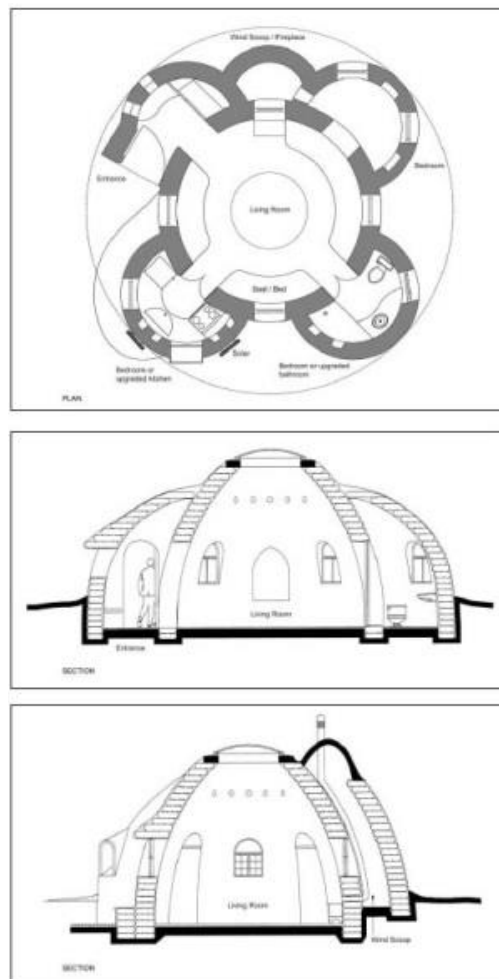 Wind Scoop / Fireplace
Entrance
Bedroom
Living Room
Seat / Bed
Solar
Bedroom or
upgraded kitchen
Bedroom or upgraded
bathroom
PLAN
Living Room
Entrance
SECTION
Living Room
Wind Scoop
SECTION